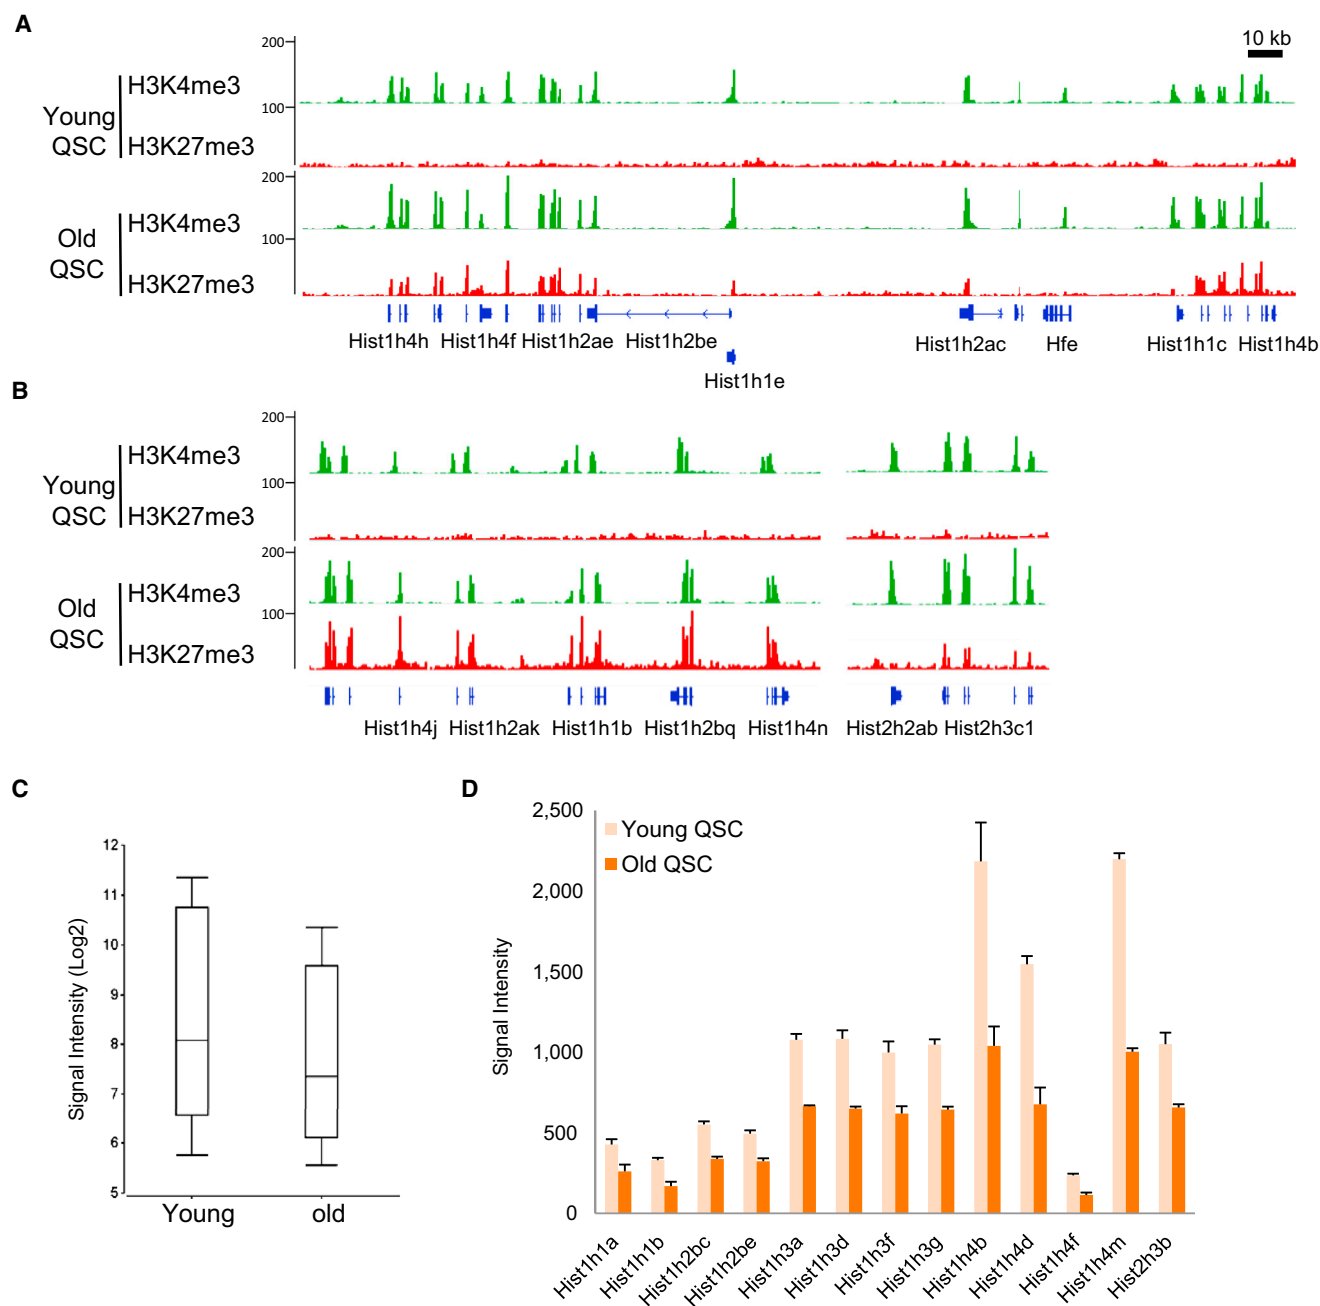 A
10 kb
200
H3K4me3
Young
QSC
100
H3K27me3
200
H3K4me3
Old
QSC
100
H3K27me3
Hist1h4h Hist1h4f Hist1h2ae Hist1h2be Hist1h2ac Hfe Hist1h1c Hist1h4b
Hist1h1e
B
200
H3K4me3
Young
QSC
100
H3K27me3
200
H3K4me3
Old
QSC
100
H3K27me3
Hist1h4j Hist1h2ak Hist1h1b Hist1h2bq Hist1h4n Hist2h2ab Hist2h3c1
C
Signal Intensity (Log2)
12
11
10
9
8
7
6
5
Young old
D
Signal Intensity
2,500
2,000
1,500
1,000
500
0
Young QSC
Old QSC
Hist1h1a
Hist1h1b
Hist1h2bc
Hist1h2be
Hist1h3a
Hist1h3d
Hist1h3f
Hist1h3g
Hist1h4b
Hist1h4d
Hist1h4f
Hist1h4m
Hist2h3b